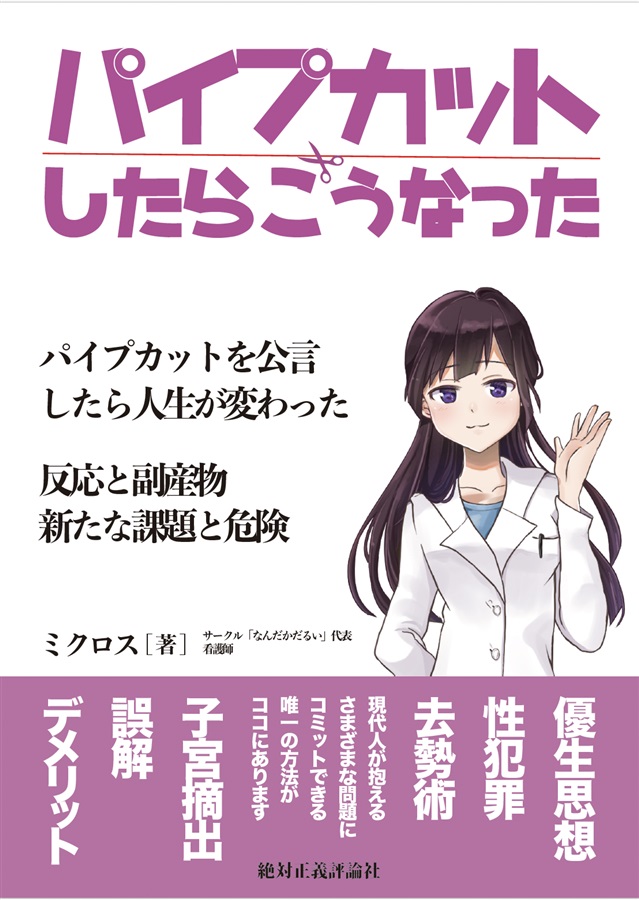 パイプカット
したらこうなった
パイプカットを公言
したら人生が変わった
反応と副産物
新たな課題と危険
ミクロス［著］
サークル「なんだかだるい」代表
看護師
優生思想
性犯罪
去勢術
現代人が抱える
さまざまな問題に
コミットできる
唯一の方法が
ココにあります
子宮摘出
誤解
デメリット
絶対正義評論社